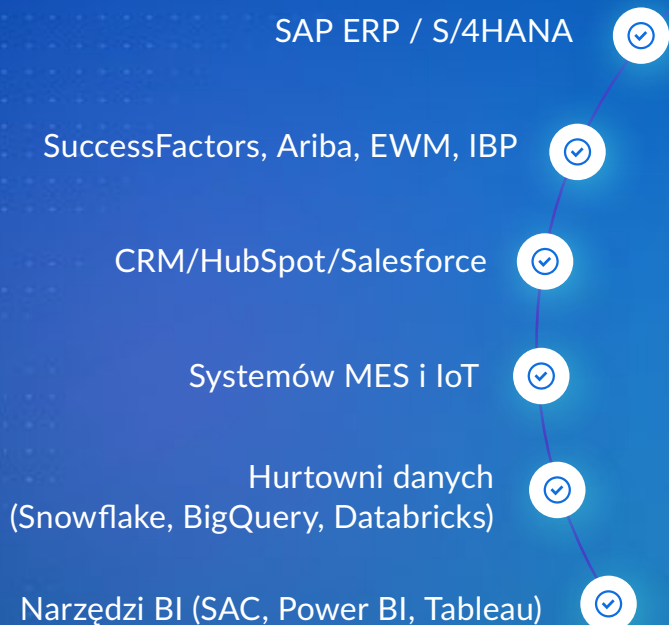 SAP ERP / S/4HANA
SuccessFactors, Ariba, EWM, IBP
CRM/HubSpot/Salesforce
Systemów MES i IoT
Hurtowni danych
(Snowflake, BigQuery, Databricks)
Narzędzi BI (SAC, Power BI, Tableau)